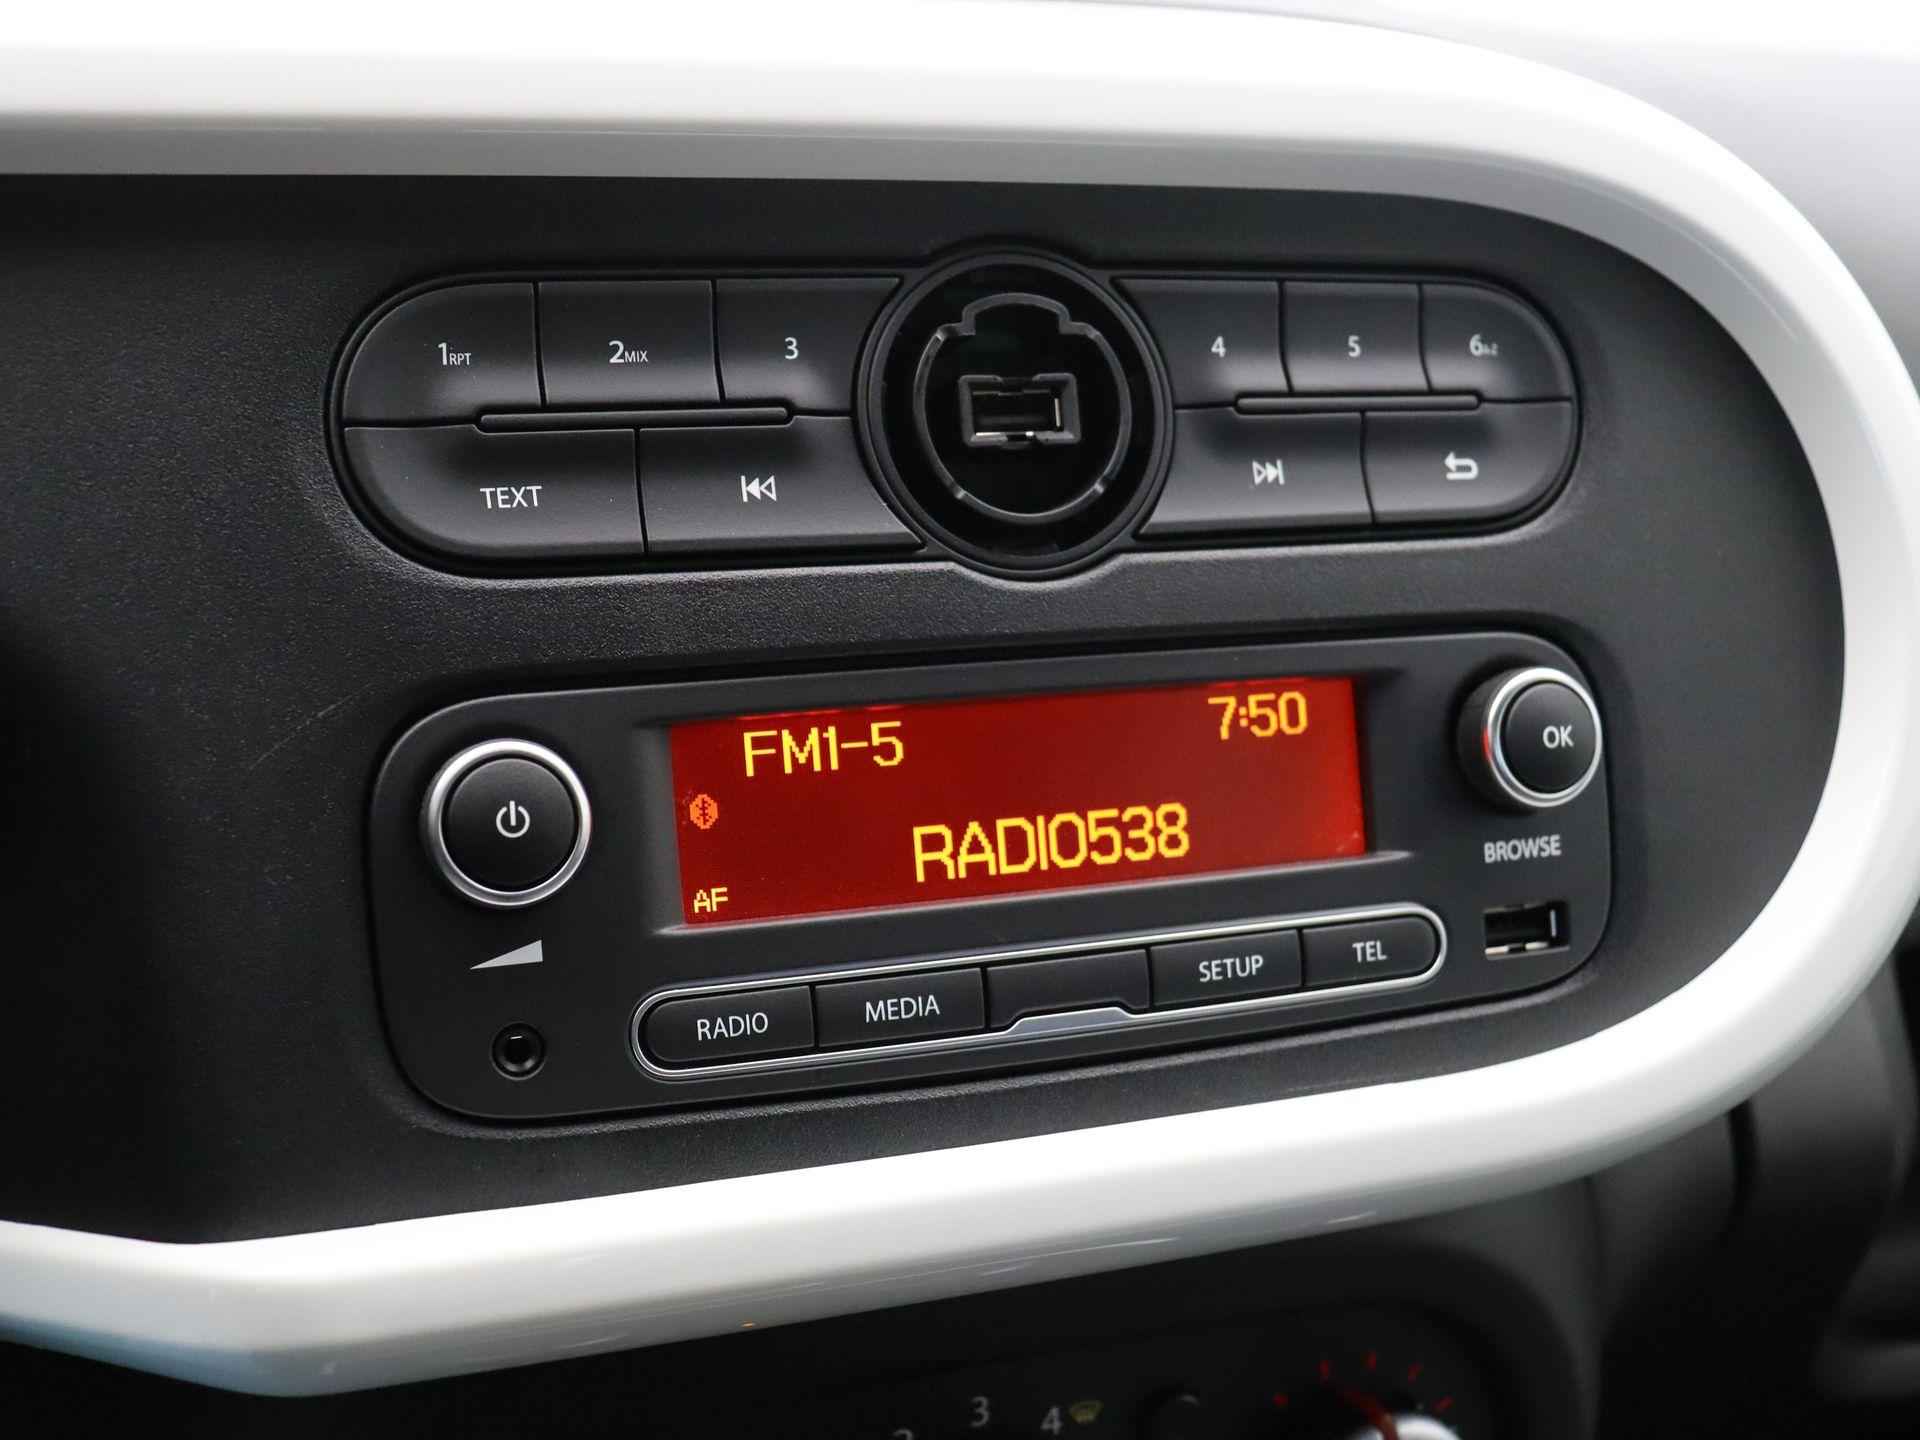 1RPT 2MIX 3 4 5 6A-Z
TEXT
FM1-5 7:50
RADIO538
AF
OK
BROWSE
RADIO MEDIA SETUP TEL
3 4